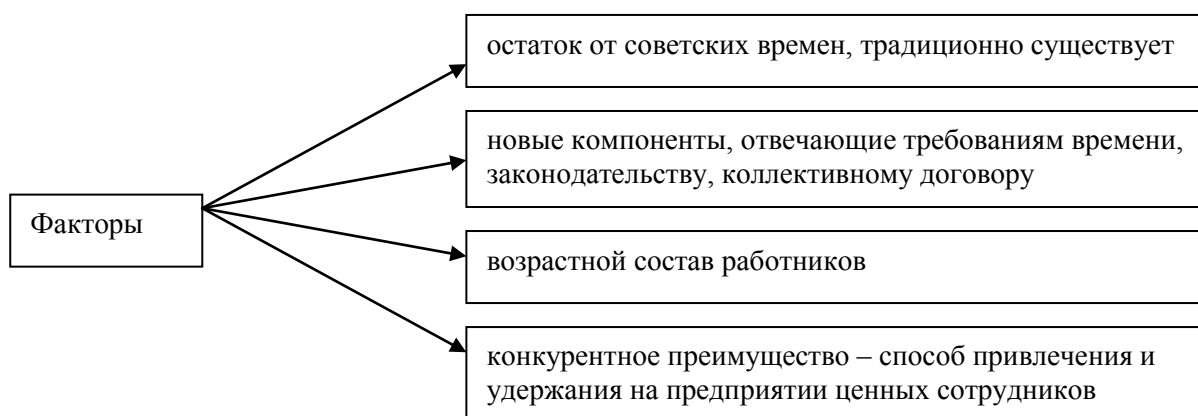 остаток от советских времен, традиционно существует
новые компоненты, отвечающие требованиям времени,
законодательству, коллективному договору
Факторы
возрастной состав работников
конкурентное преимущество – способ привлечения и
удержания на предприятии ценных сотрудников